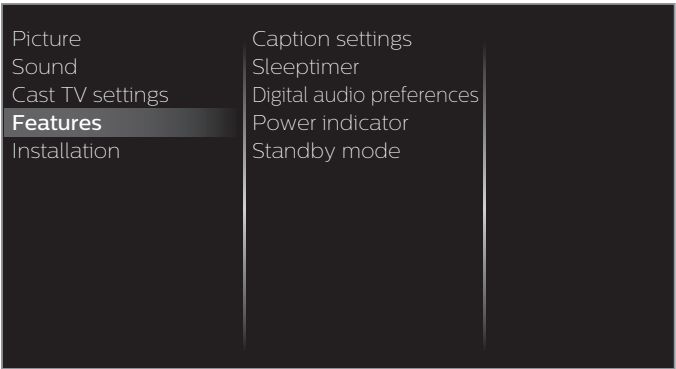 Picture
Sound
Cast TV settings
Features
Installation
Caption settings
Sleeptimer
Digital audio preferences
Power indicator
Standby mode